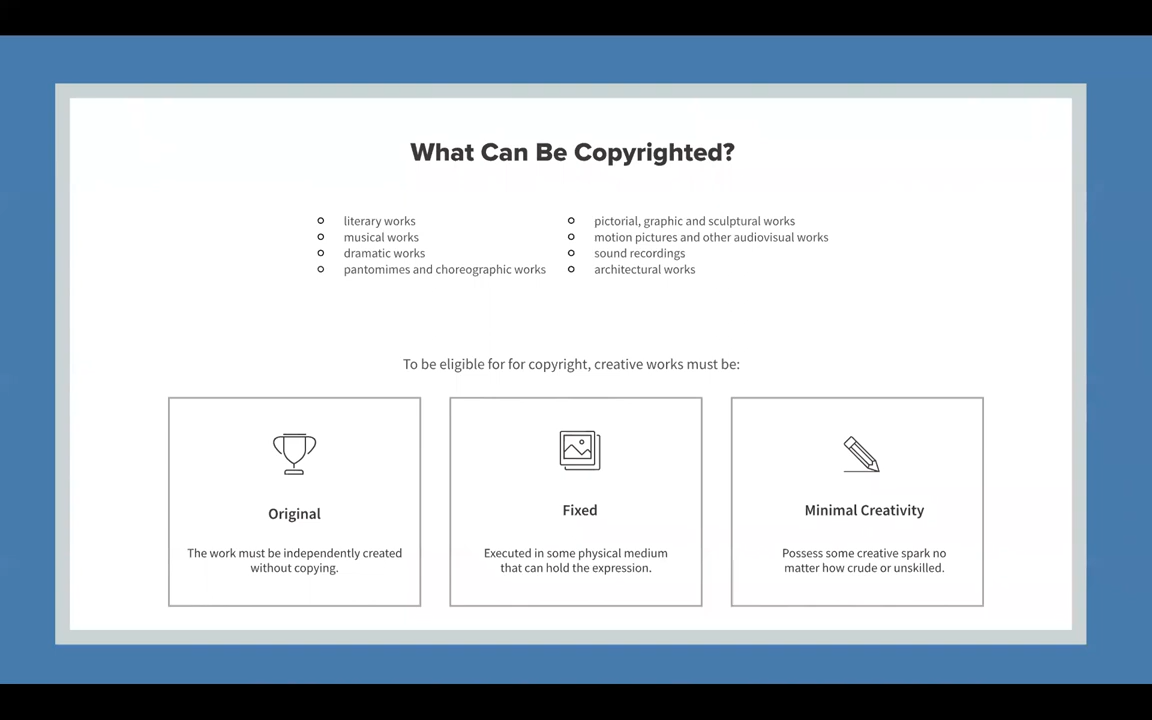 What Can Be Copyrighted?
literary works
musical works
dramatic works
pantomimes and choreographic works
pictorial, graphic and sculptural works
motion pictures and other audiovisual works
sound recordings
architectural works
To be eligible for for copyright, creative works must be:
Original
The work must be independently created
without copying.
Fixed
Executed in some physical medium
that can hold the expression.
Minimal Creativity
Possess some creative spark no
matter how crude or unskilled.